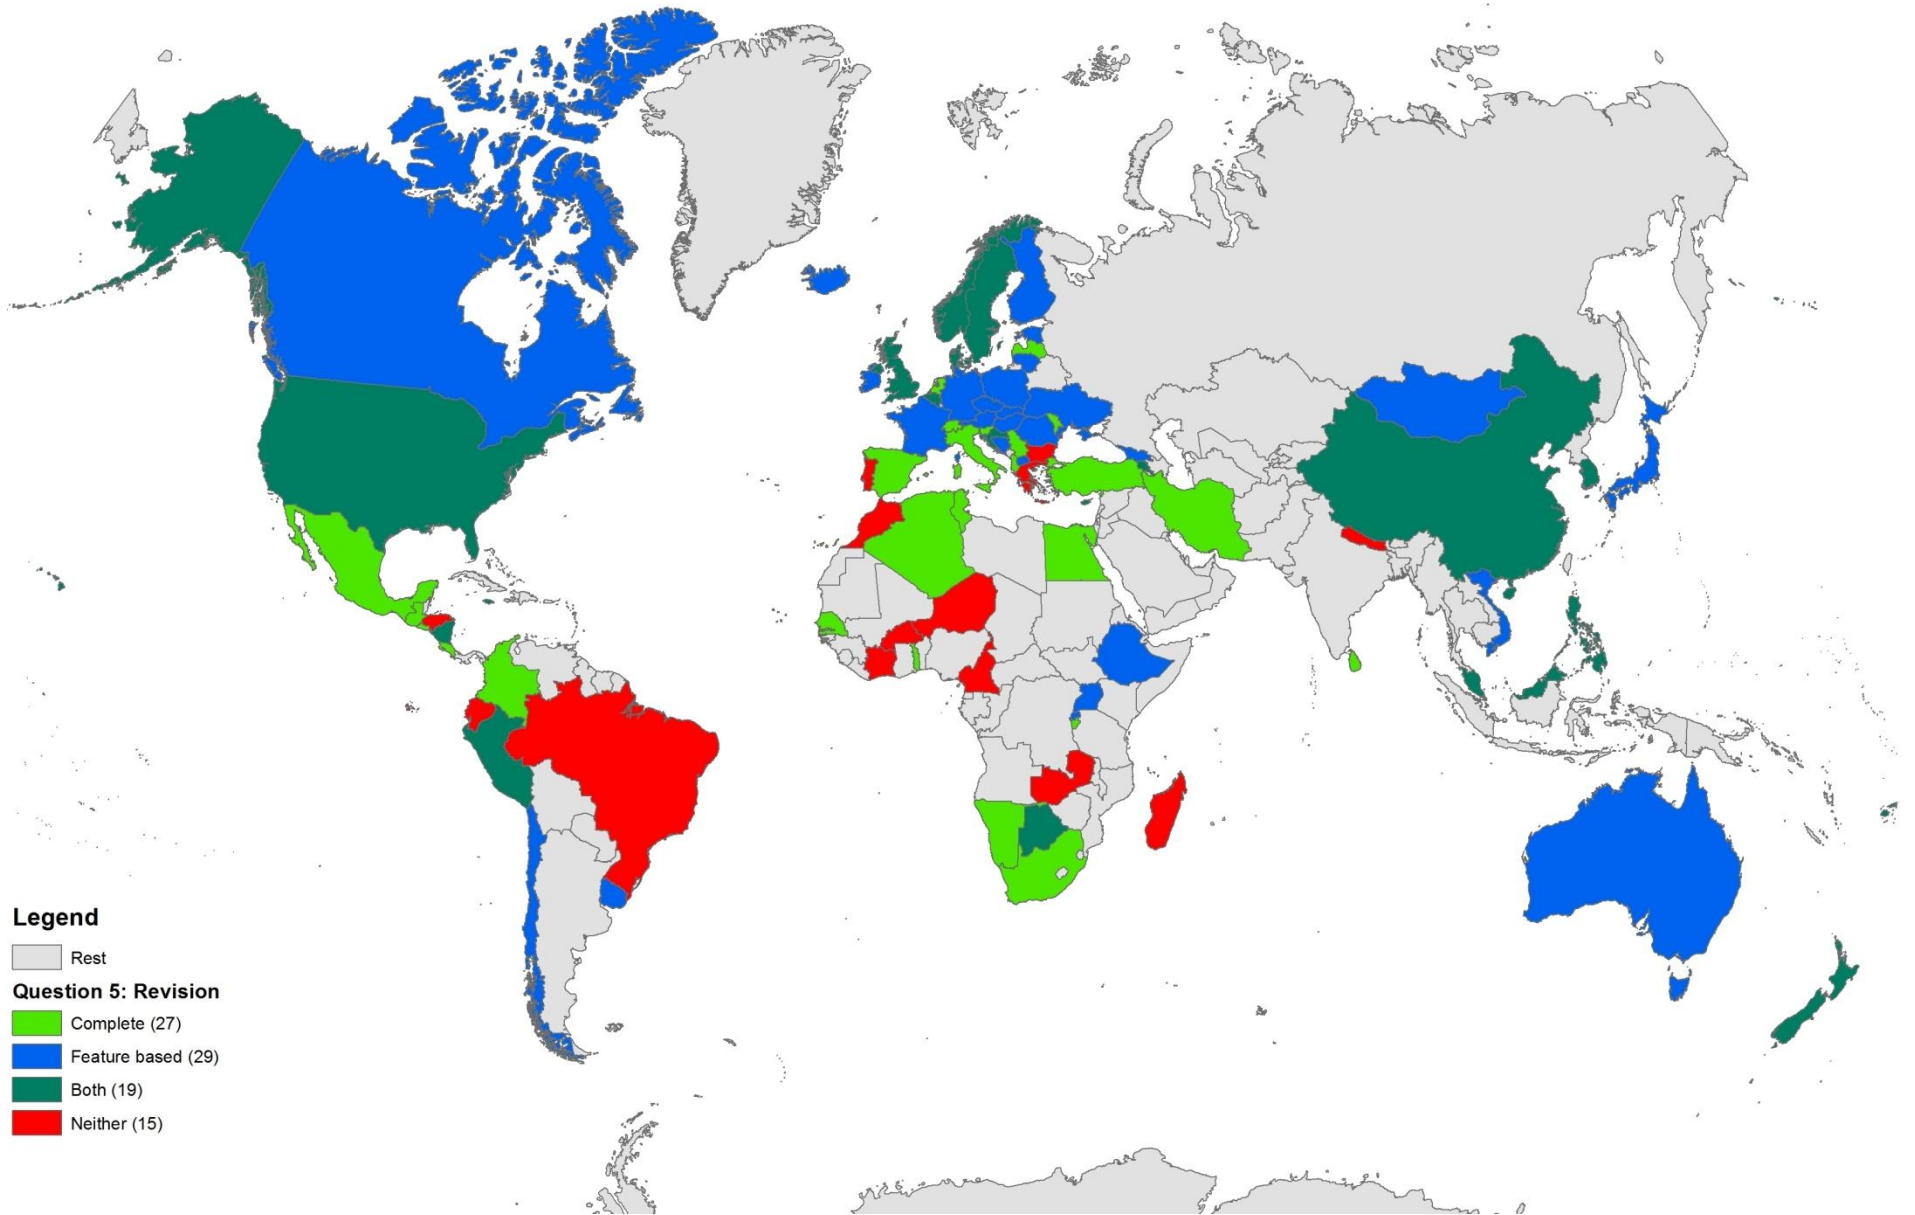 Legend
Rest
Question 5: Revision
Complete (27)
Feature based (29)
Both (19)
Neither (15)